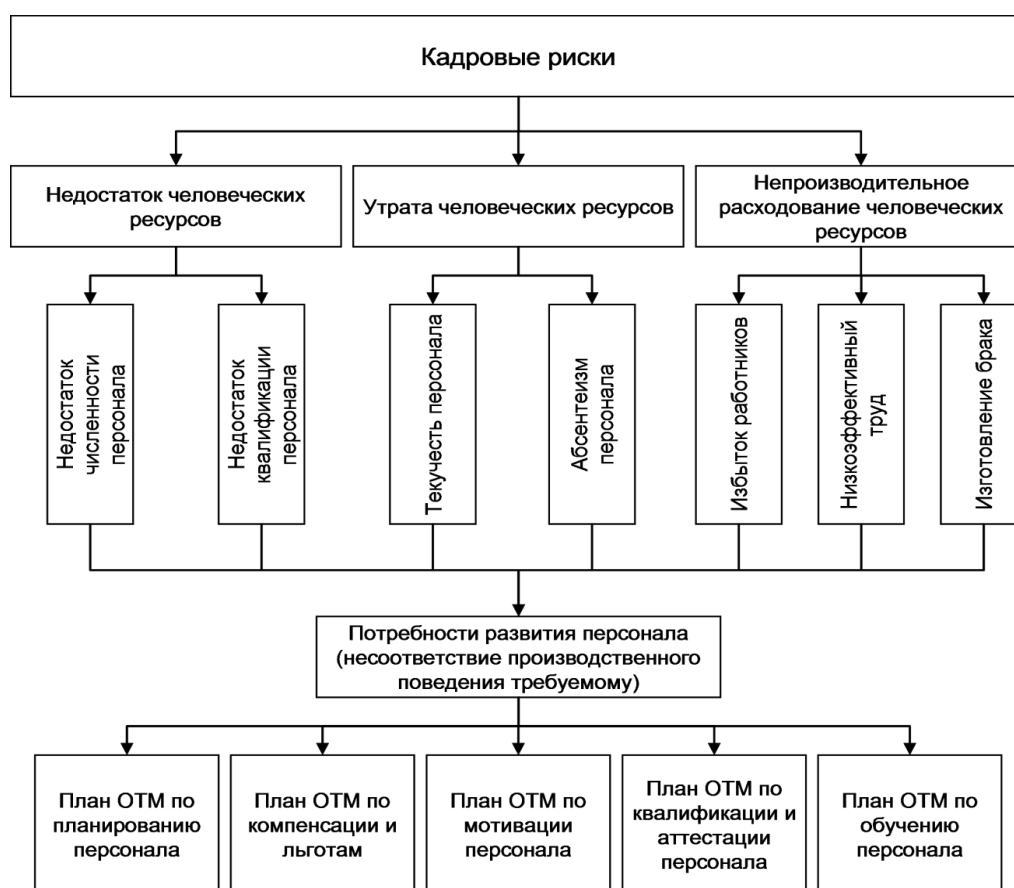 Кадровые риски
Недостаток человеческих
ресурсов
Утрата человеческих ресурсов
Непроизводительное
расходование человеческих
ресурсов
Недостаток
численности
персонала
Недостаток
квалификации
персонала
Текучесть персонала
Абсентеизм
персонала
Избыток работников
Низкоэффективный
труд
Изготовление брака
Потребности развития персонала
(несоответствие производственного
поведения требуемому)
План ОТМ по
планированию
персонала
План ОТМ по
компенсации и
льготам
План ОТМ по
мотивации
персонала
План ОТМ по
квалификации и
аттестации
персонала
План ОТМ по
обучению
персонала